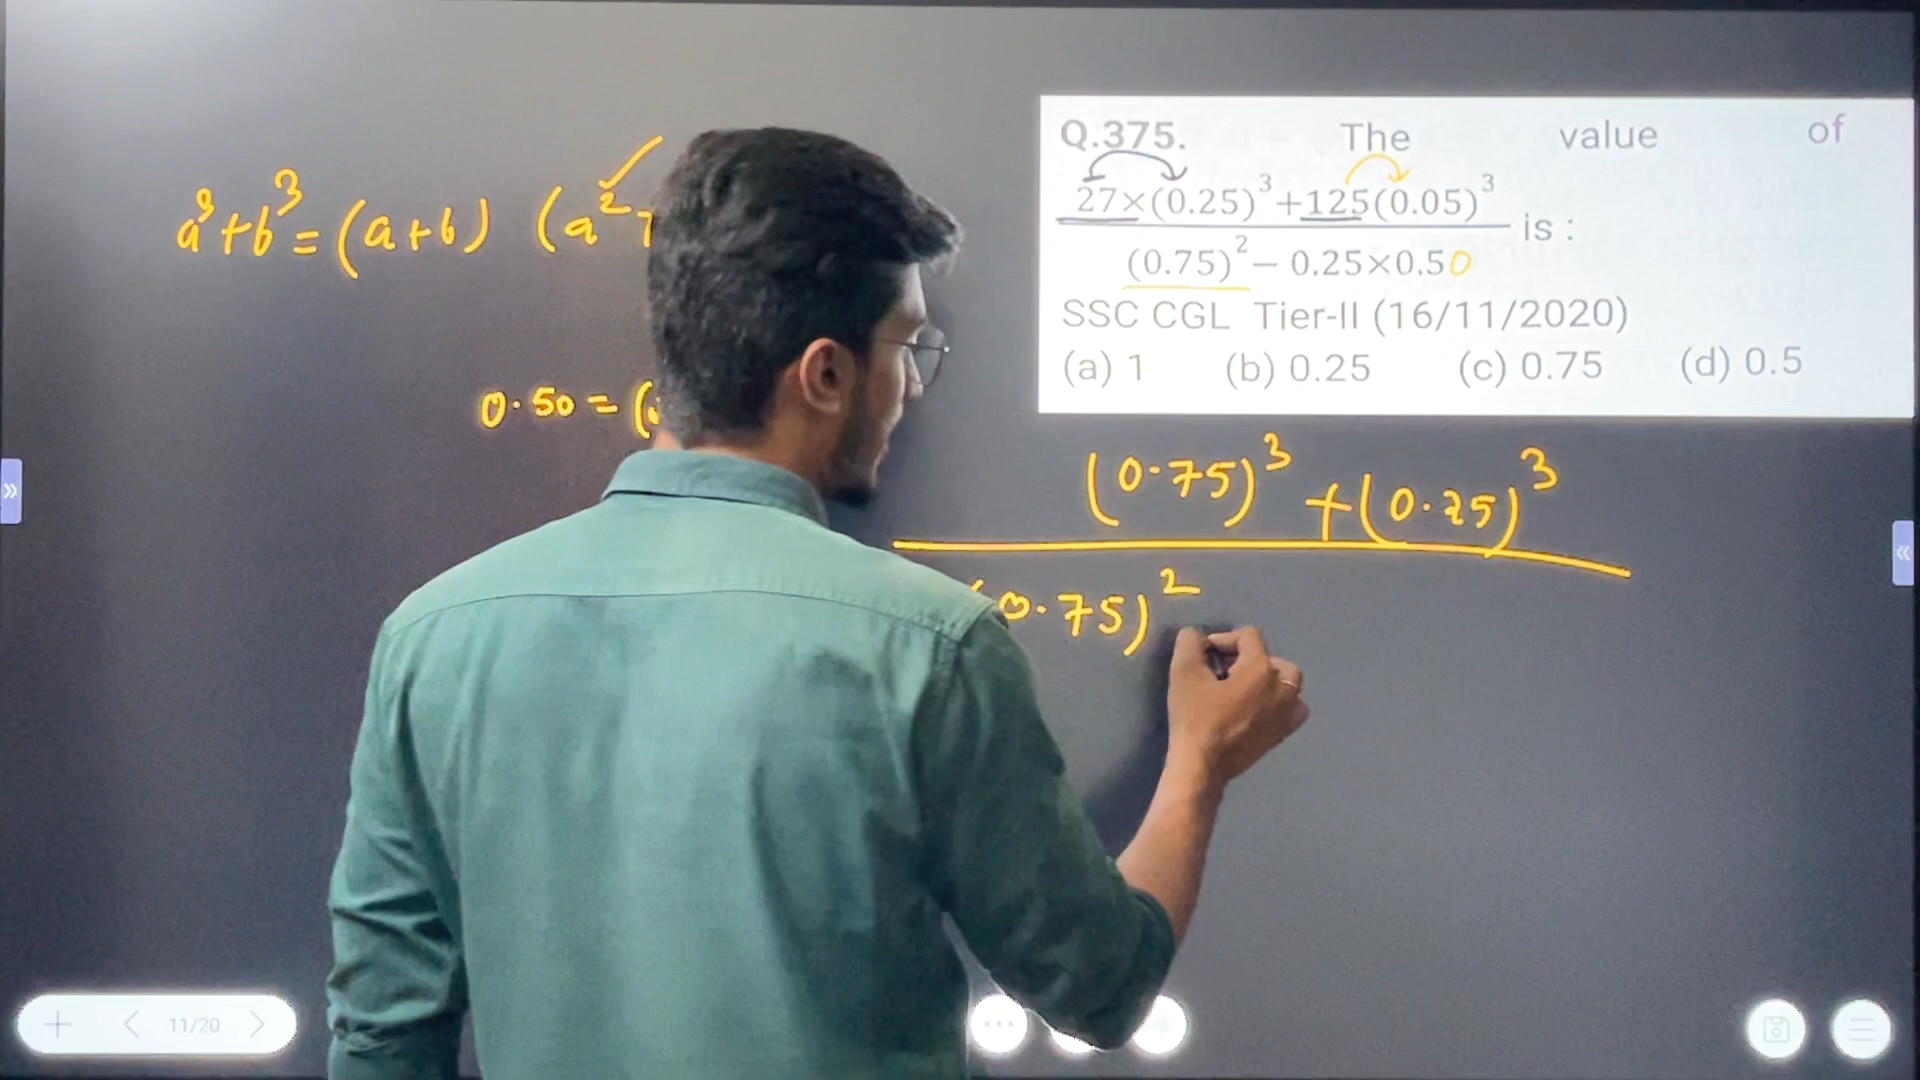 a³+b³=(a+b) (a²+
0.50=(
Q.375. The value of
27×(0.25)³+125(0.05)³
(0.75)²– 0.25×0.50
is :
SSC CGL Tier-II (16/11/2020)
(a) 1 (b) 0.25 (c) 0.75 (d) 0.5
(0.75)³+(0.25)³
(0.75)²
11/20